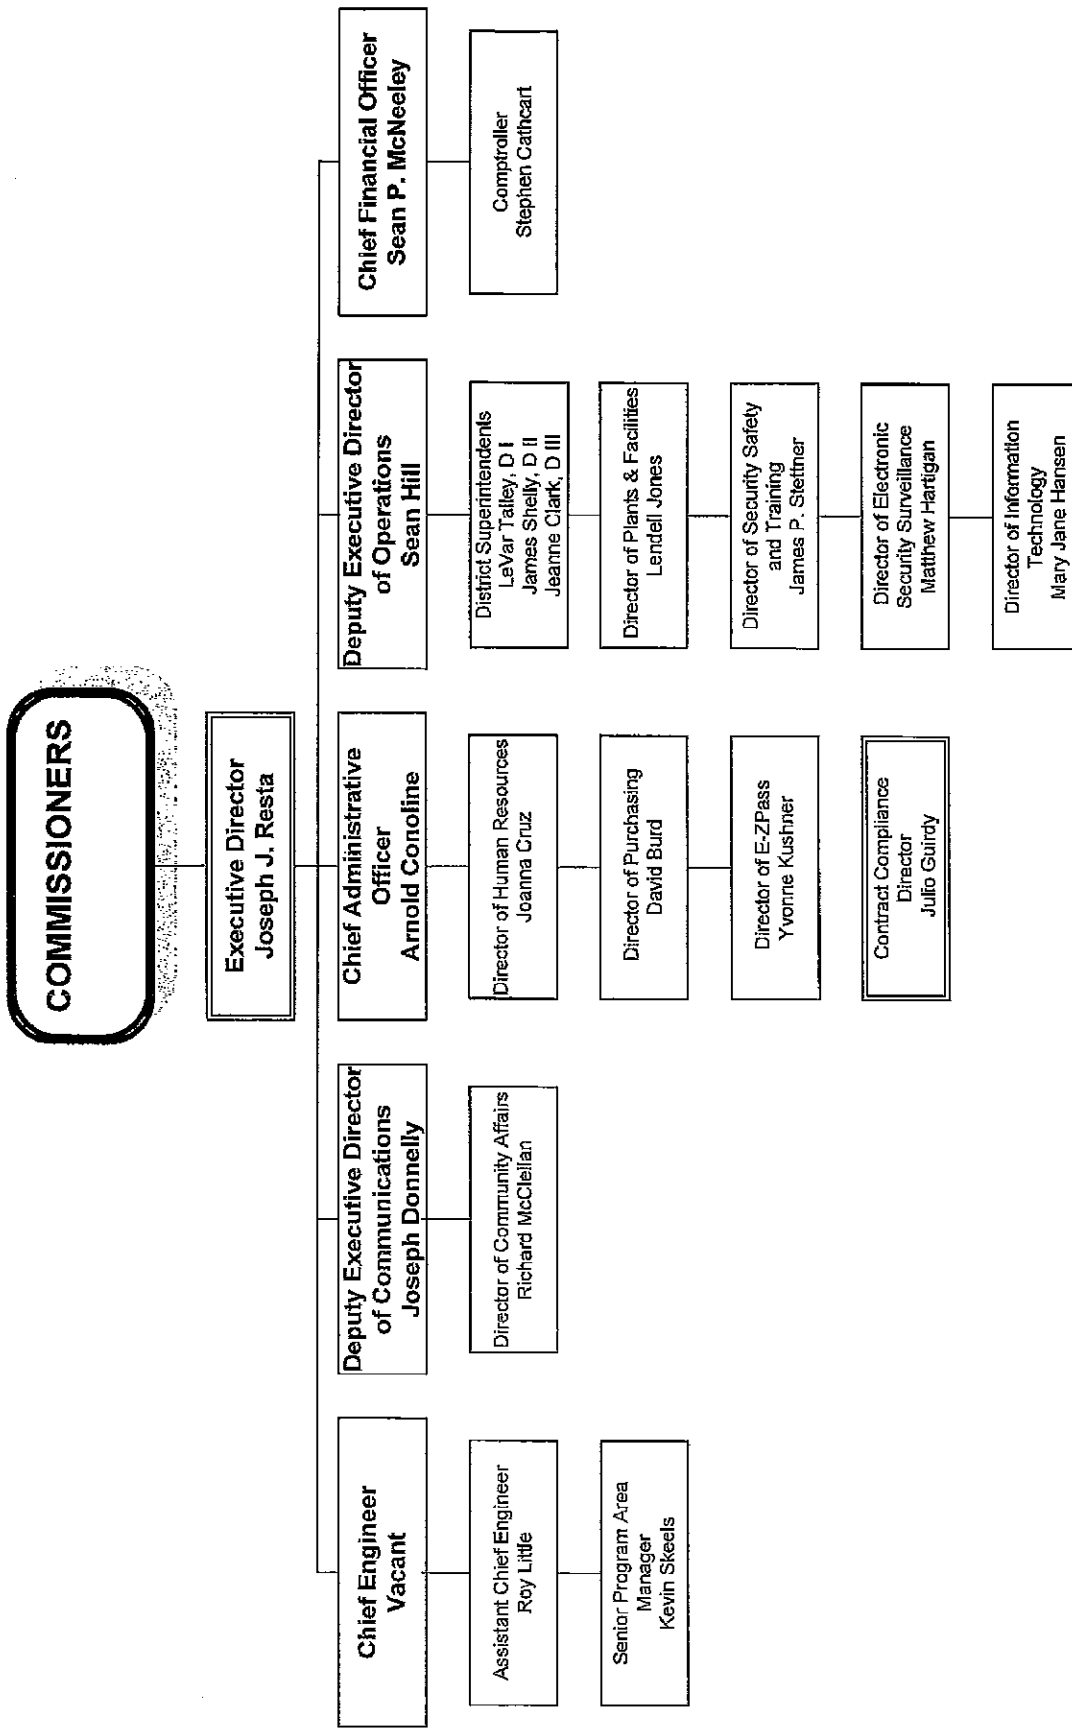 COMMISSIONERS
Executive Director
Joseph J. Resta
Chief Engineer
Vacant
Assistant Chief Engineer
Roy Little
Senior Program Area
Manager
Kevin Skeels
Deputy Executive Director
of Communications
Joseph Donnelly
Director of Community Affairs
Richard McClellan
Chief Administrative
Officer
Arnold Conoline
Director of Human Resources
Joanna Cruz
Director of Purchasing
David Burd
Director of E-ZPass
Yvonne Kushner
Contract Compliance
Director
Julio Guirdy
Deputy Executive Director
of Operations
Sean Hill
District Superintendents
LeVar Talley, D I
James Shelly, D II
Jeanne Clark, D III
Director of Plants & Facilities
Lendell Jones
Director of Security Safety
and Training
James P. Stettner
Director of Electronic
Security Surveillance
Matthew Hartigan
Director of Information
Technology
Mary Jane Hansen
Chief Financial Officer
Sean P. McNeeley
Comptroller
Stephen Cathcart